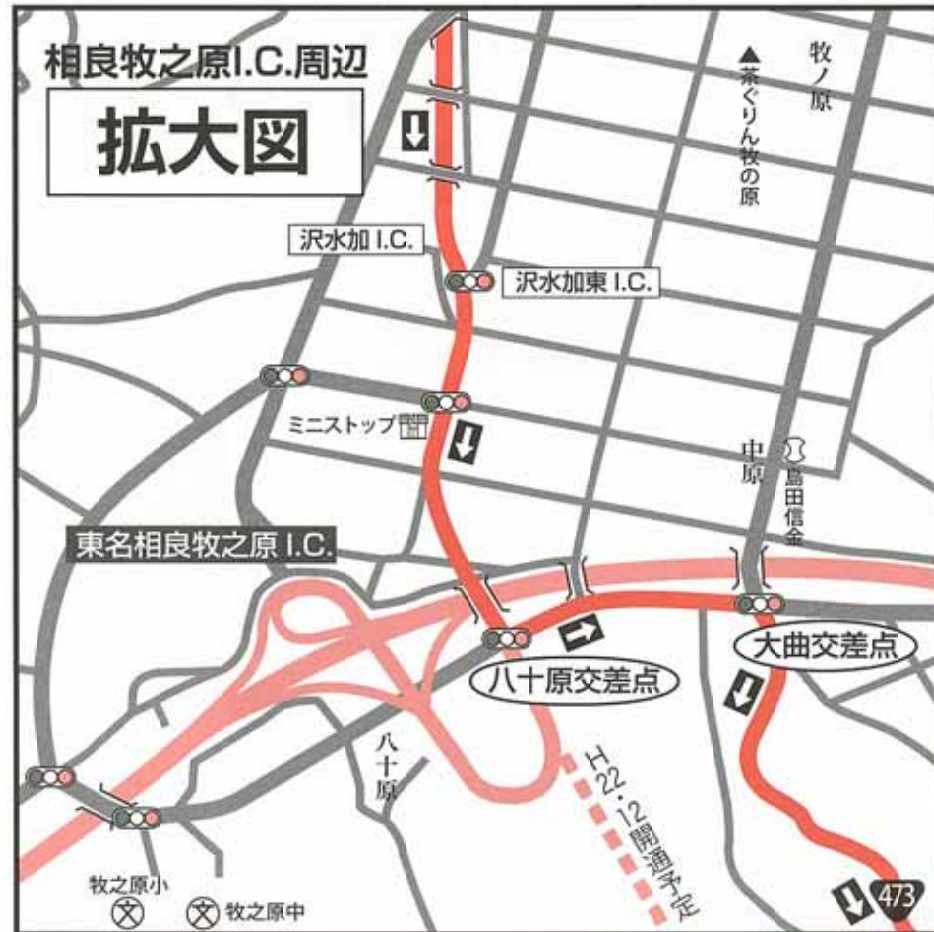 相良牧之原I.C.周辺
拡大図
牧ノ原
▲茶ぐりん牧の原
沢水加 I.C.
沢水加東 I.C.
ミニストップ
中原
島田信金
東名相良牧之原 I.C.
大曲交差点
八十原交差点
八十原
H22・12開通予定
473
牧之原小
文
文
牧之原中